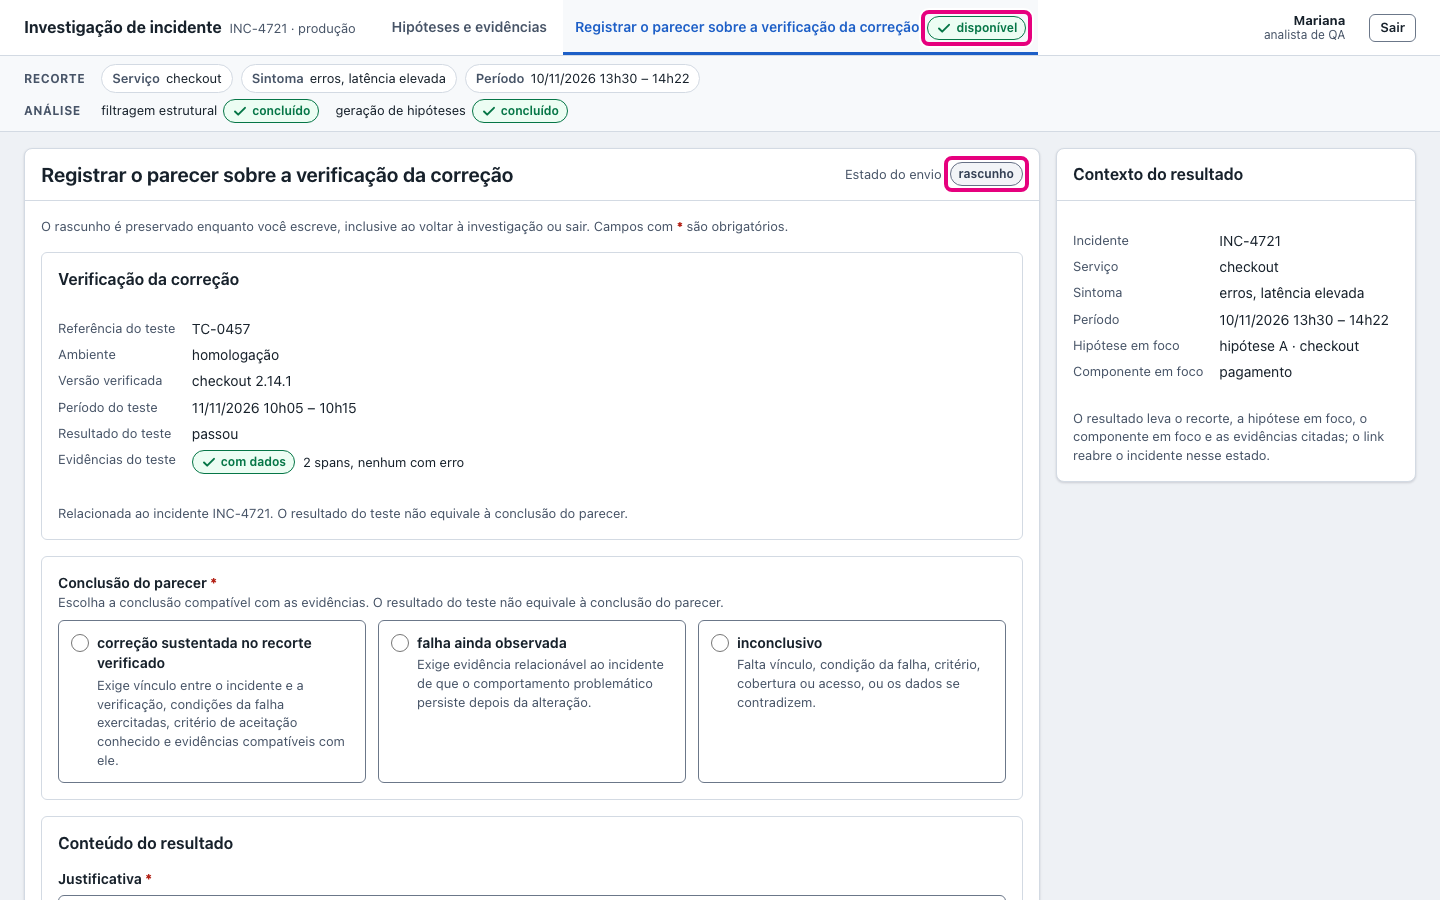 Investigação de incidente INC-4721 · produção
Hipóteses e evidências
Registrar o parecer sobre a verificação da correção disponível
Mariana
analista de QA
Sair
RECORTE Serviço checkout Sintoma erros, latência elevada Período 10/11/2026 13h30 – 14h22
ANÁLISE filtragem estrutural concluído geração de hipóteses concluído
Registrar o parecer sobre a verificação da correção
Estado do envio rascunho
O rascunho é preservado enquanto você escreve, inclusive ao voltar à investigação ou sair. Campos com * são obrigatórios.
Verificação da correção
Referência do teste TC-0457
Ambiente homologação
Versão verificada checkout 2.14.1
Período do teste 11/11/2026 10h05 – 10h15
Resultado do teste passou
Evidências do teste com dados 2 spans, nenhum com erro
Relacionada ao incidente INC-4721. O resultado do teste não equivale à conclusão do parecer.
Conclusão do parecer *
Escolha a conclusão compatível com as evidências. O resultado do teste não equivale à conclusão do parecer.
correção sustentada no recorte
verificado
Exige vínculo entre o incidente e a
verificação, condições da falha
exercitadas, critério de aceitação
conhecido e evidências compatíveis com
ele.
falha ainda observada
Exige evidência relacionável ao incidente
de que o comportamento problemático
persiste depois da alteração.
inconclusivo
Falta vínculo, condição da falha, critério,
cobertura ou acesso, ou os dados se
contradizem.
Conteúdo do resultado
Justificativa *
Contexto do resultado
Incidente INC-4721
Serviço checkout
Sintoma erros, latência elevada
Período 10/11/2026 13h30 – 14h22
Hipótese em foco hipótese A · checkout
Componente em foco pagamento
O resultado leva o recorte, a hipótese em foco, o
componente em foco e as evidências citadas; o link
reabre o incidente nesse estado.